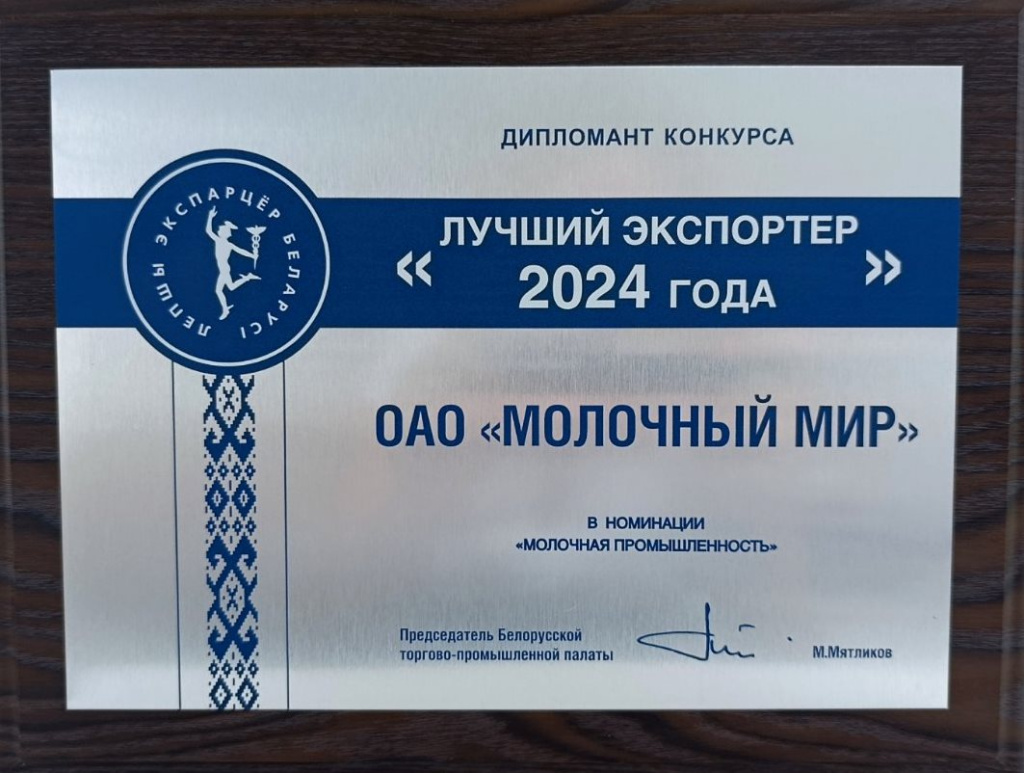 ДИПЛОМАНТ КОНКУРСА
ЛЕПШЫ ЭКСПАРЦЁР БЕЛАРУСІ
«ЛУЧШИЙ ЭКСПОРТЕР
2024 ГОДА»
ОАО «МОЛОЧНЫЙ МИР»
В НОМИНАЦИИ
«МОЛОЧНАЯ ПРОМЫШЛЕННОСТЬ»
Председатель Белорусской
торгово-промышленной палаты
М.Мятликов